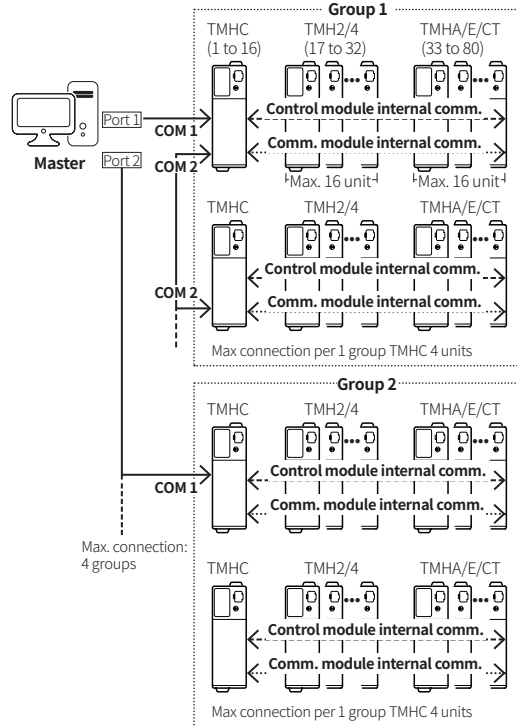 Group 1
TMHC TMH2/4 TMHA/E/CT
(1 to 16) (17 to 32) (33 to 80)
Control module internal comm.
Port 1
COM 1
Comm. module internal comm.
Master Port 2
COM 2
Max. 16 unit Max. 16 unit
TMHC TMH2/4 TMHA/E/CT
Control module internal comm.
COM 2
Comm. module internal comm.
Max connection per 1 group TMHC 4 units
Group 2
TMHC TMH2/4 TMHA/E/CT
Control module internal comm.
COM 1
Comm. module internal comm.
Max. connection:
4 groups
TMHC TMH2/4 TMHA/E/CT
Control module internal comm.
Comm. module internal comm.
Max connection per 1 group TMHC 4 units